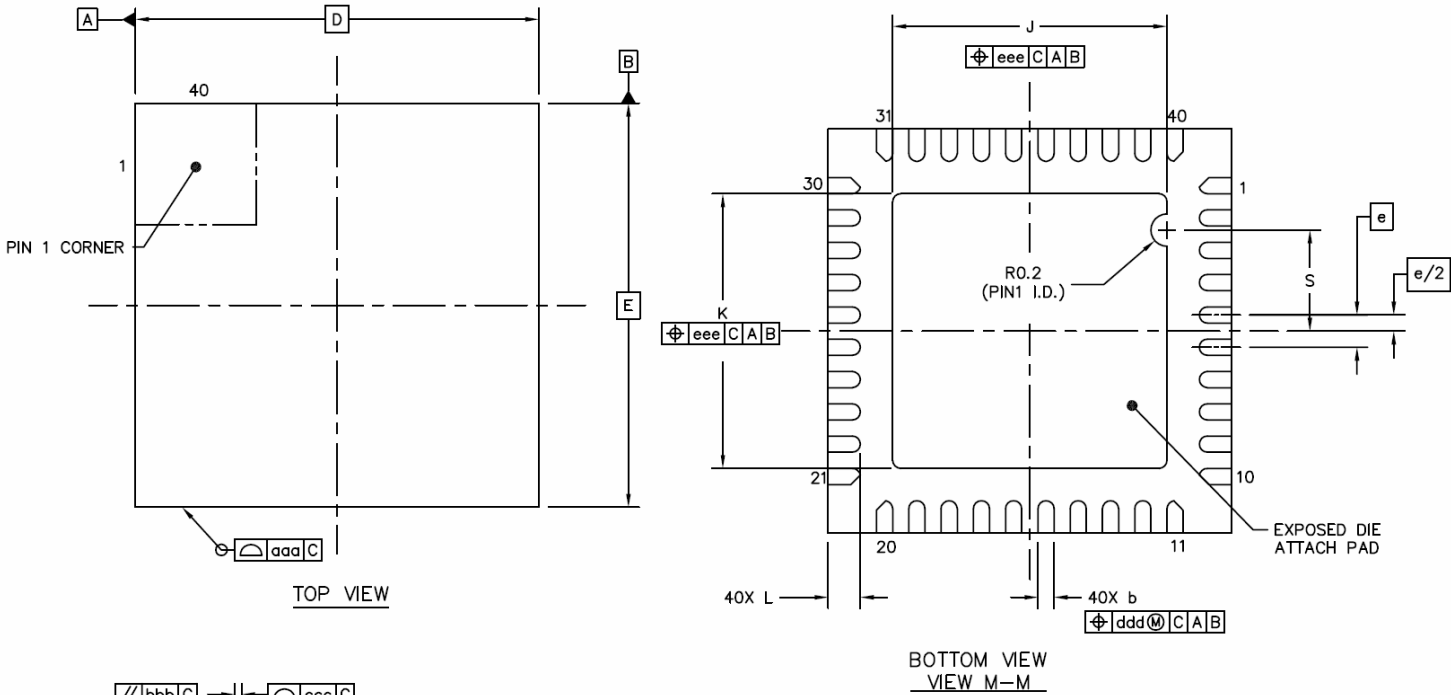 A
D
B
40
1
PIN 1 CORNER
E
aaa C
TOP VIEW
J
eee C A B
31
40
30
1
e
e/2
R0.2
(PIN1 I.D.)
S
K
eee C A B
21
10
20
11
EXPOSED DIE
ATTACH PAD
40X L
40X b
ddd Ⓜ C A B
BOTTOM VIEW
VIEW M–M
// bbb C
C